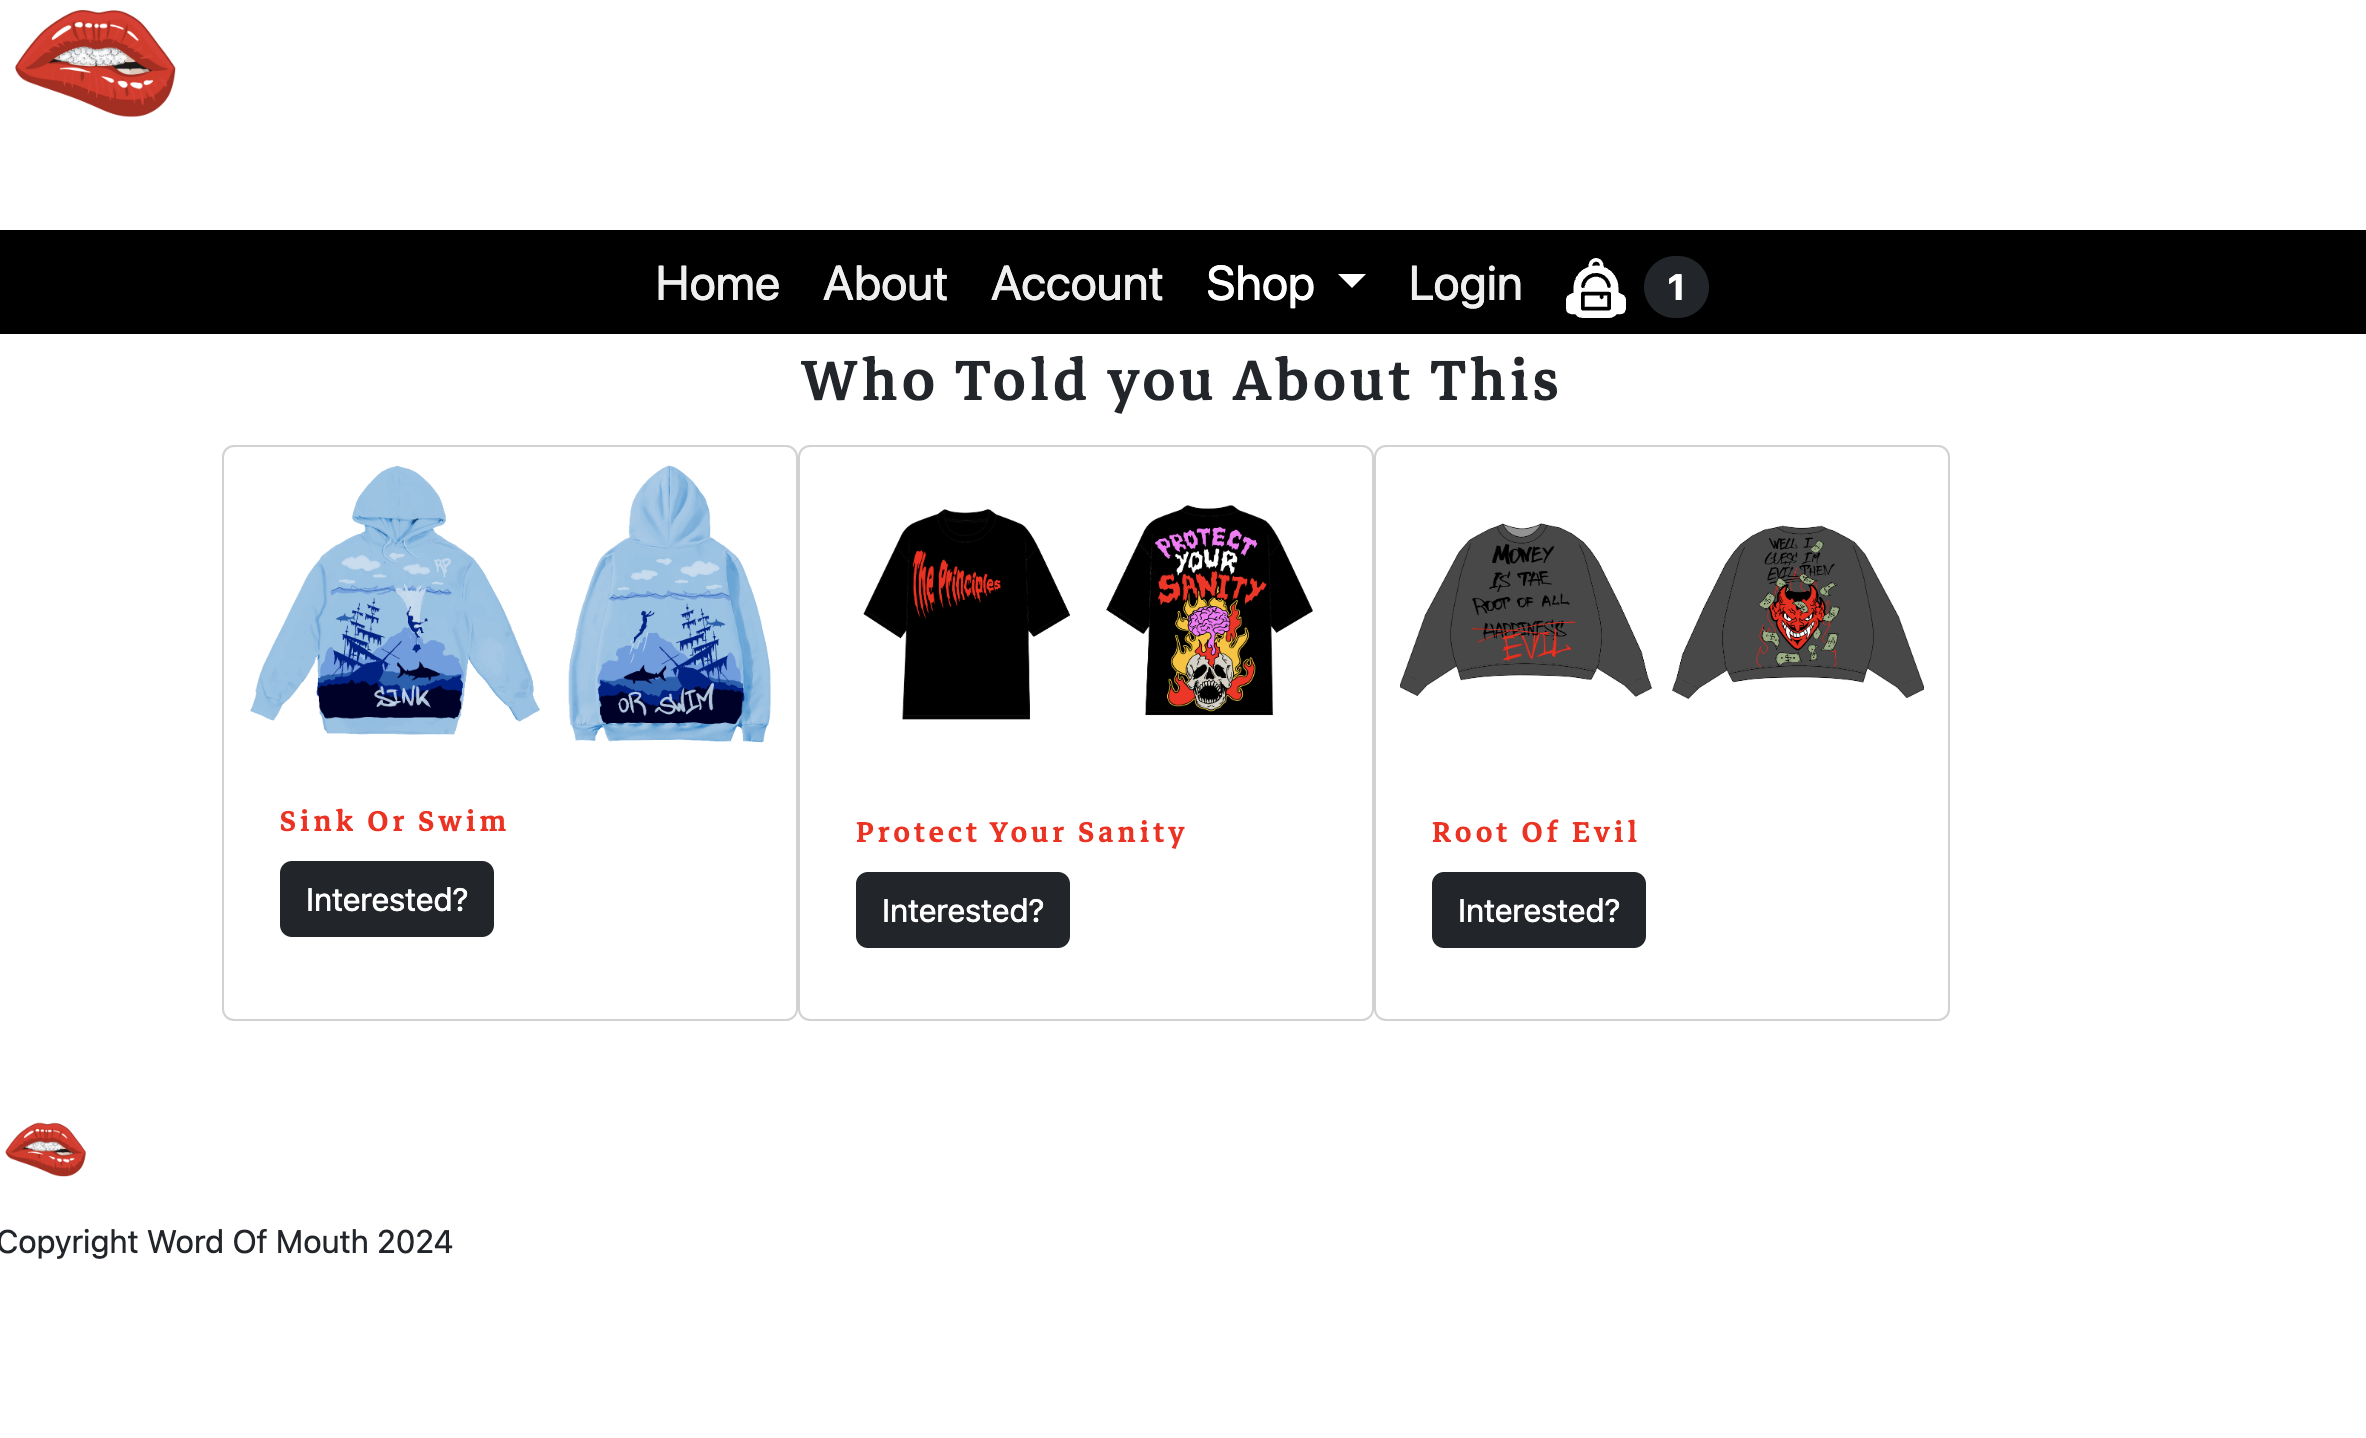 Home About Account Shop Login 1
Who Told you About This
RP
SINK
OR SWIM
The Principles
PROTECT
YOUR
SANITY
MONEY
IS THE
ROOT OF ALL
HAPPINESS
EVIL
WELL, I
GUESS I'M
EVIL THEN
Sink Or Swim
Protect Your Sanity
Root Of Evil
Interested?
Interested?
Interested?
Copyright Word Of Mouth 2024